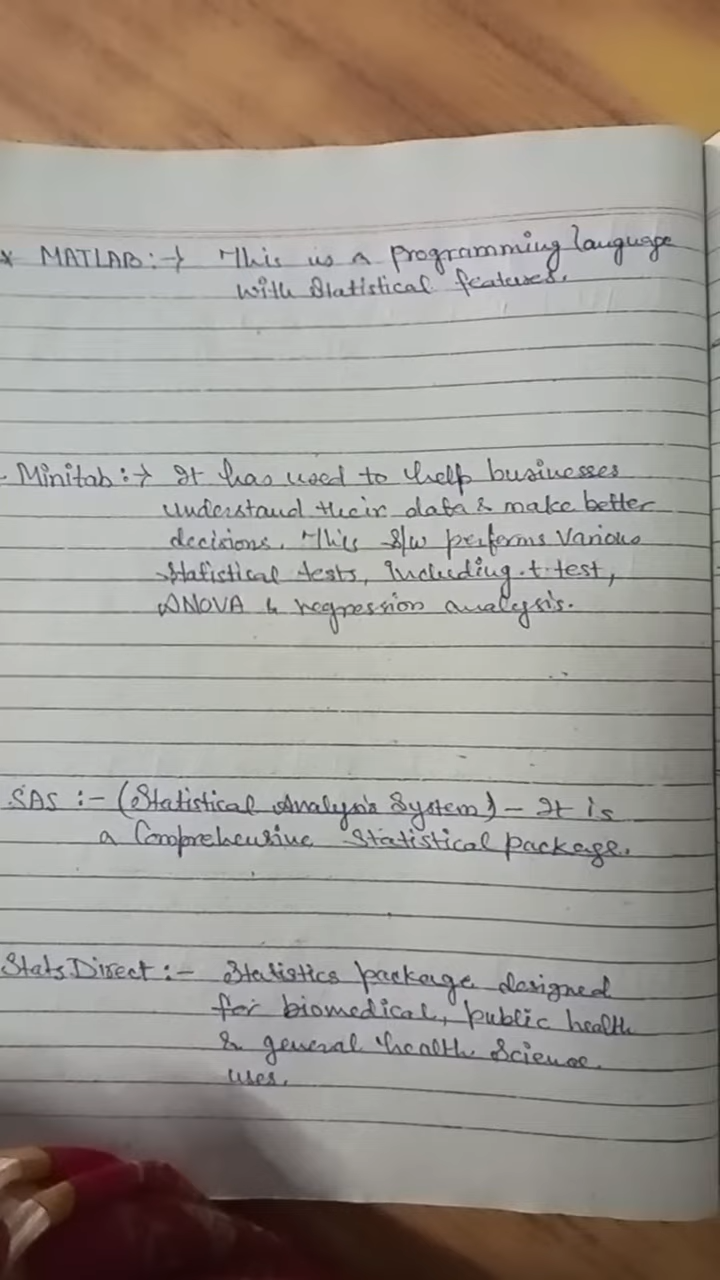 * MATLAB :→ This is a programming language
with statistical features.
- Minitab :→ It has used to help businesses
understand their data & make better
decisions. This s/w performs various
statistical tests, including t-test,
ANOVA & regression analysis.
SAS :- (Statistical Analysis System) - It is
a Comprehensive statistical package.
StatsDirect :- Statistics package designed
for biomedical, public health
& general health science
uses.